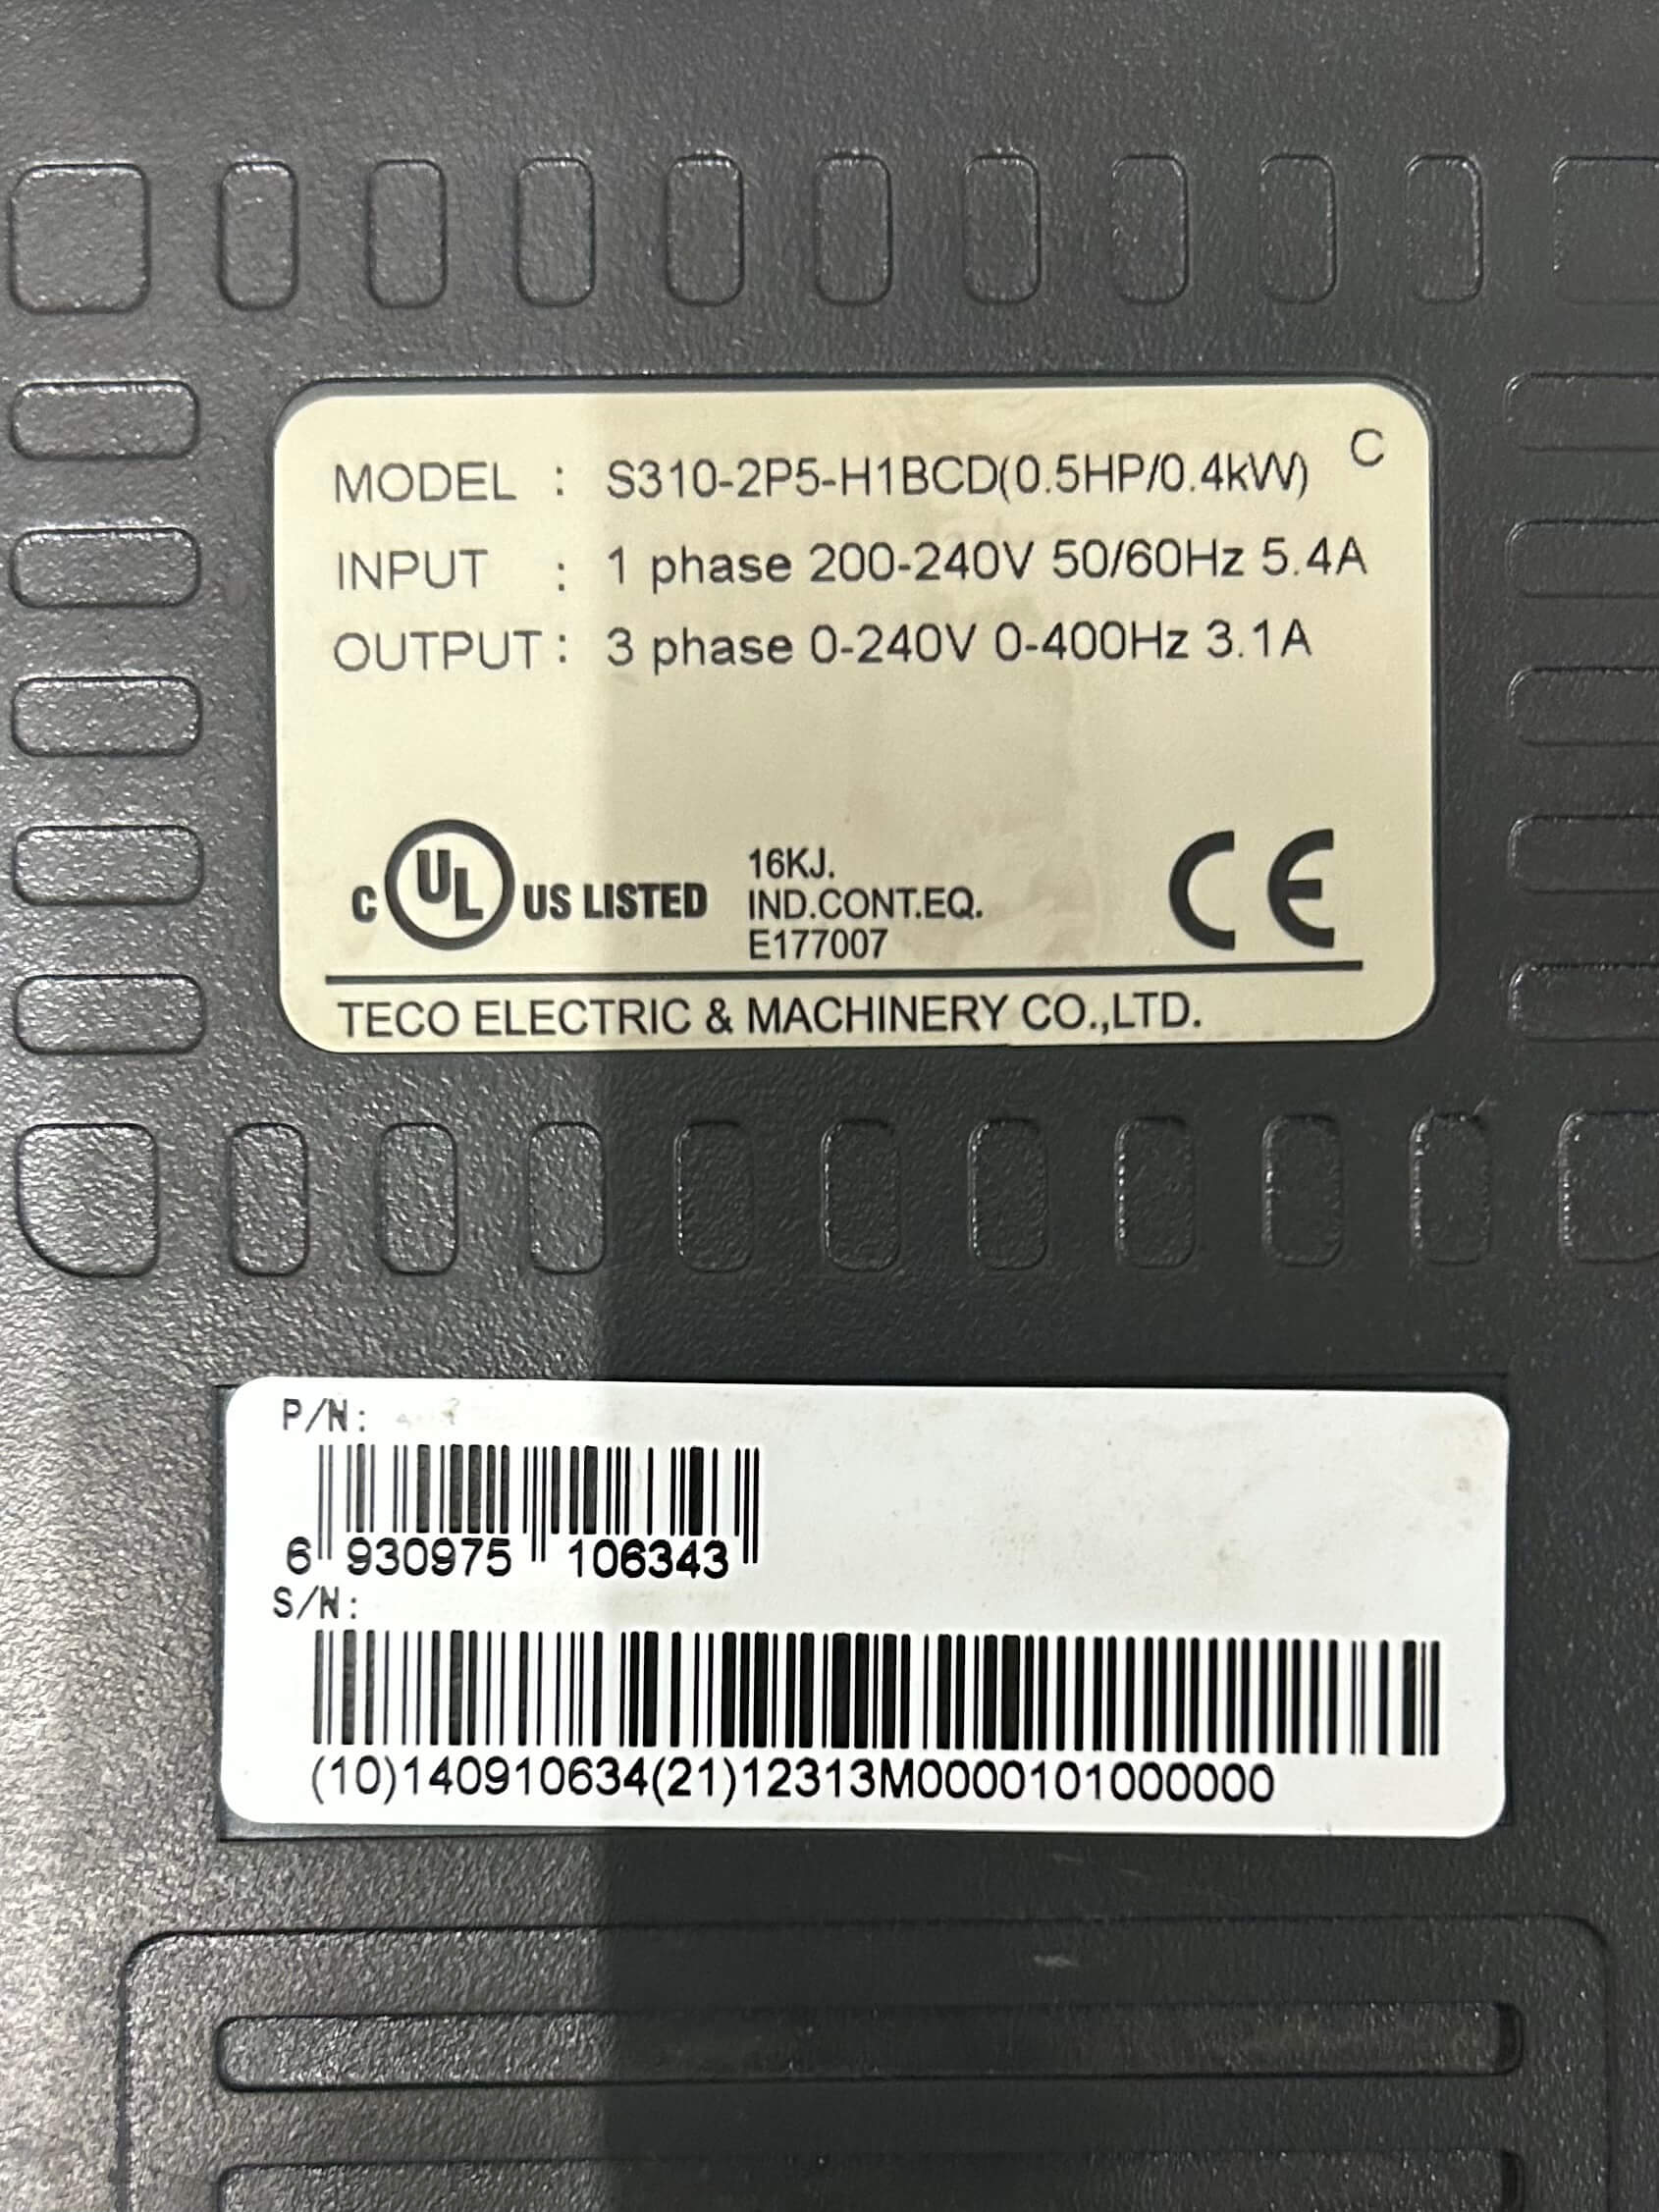 MODEL : S310-2P5-H1BCD(0.5HP/0.4kW) C
INPUT : 1 phase 200-240V 50/60Hz 5.4A
OUTPUT : 3 phase 0-240V 0-400Hz 3.1A
C UL US LISTED
16KJ.
IND.CONT.EQ.
E177007
CE
TECO ELECTRIC & MACHINERY CO.,LTD.
P/N:
6 930975 106343
S/N:
(10)140910634(21)12313M0000101000000